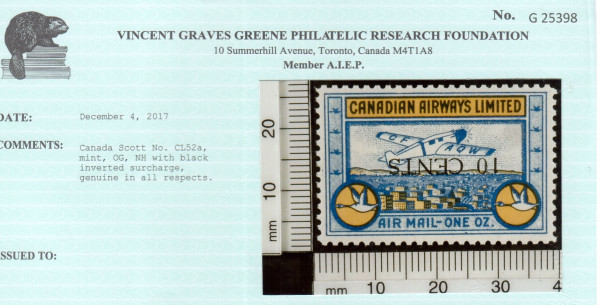 No. G 25398
VINCENT GRAVES GREENE PHILATELIC RESEARCH FOUNDATION
10 Summerhill Avenue, Toronto, Canada M4T1A8
Member A.I.E.P.
DATE: December 4, 2017
COMMENTS: Canada Scott No. CL52a,
mint, OG, NH with black
inverted surcharge,
genuine in all respects.
ISSUED TO:
20
10
mm
CANADIAN AIRWAYS LIMITED
10 CENTS
AIR MAIL-ONE OZ.
mm 10 20 30 4